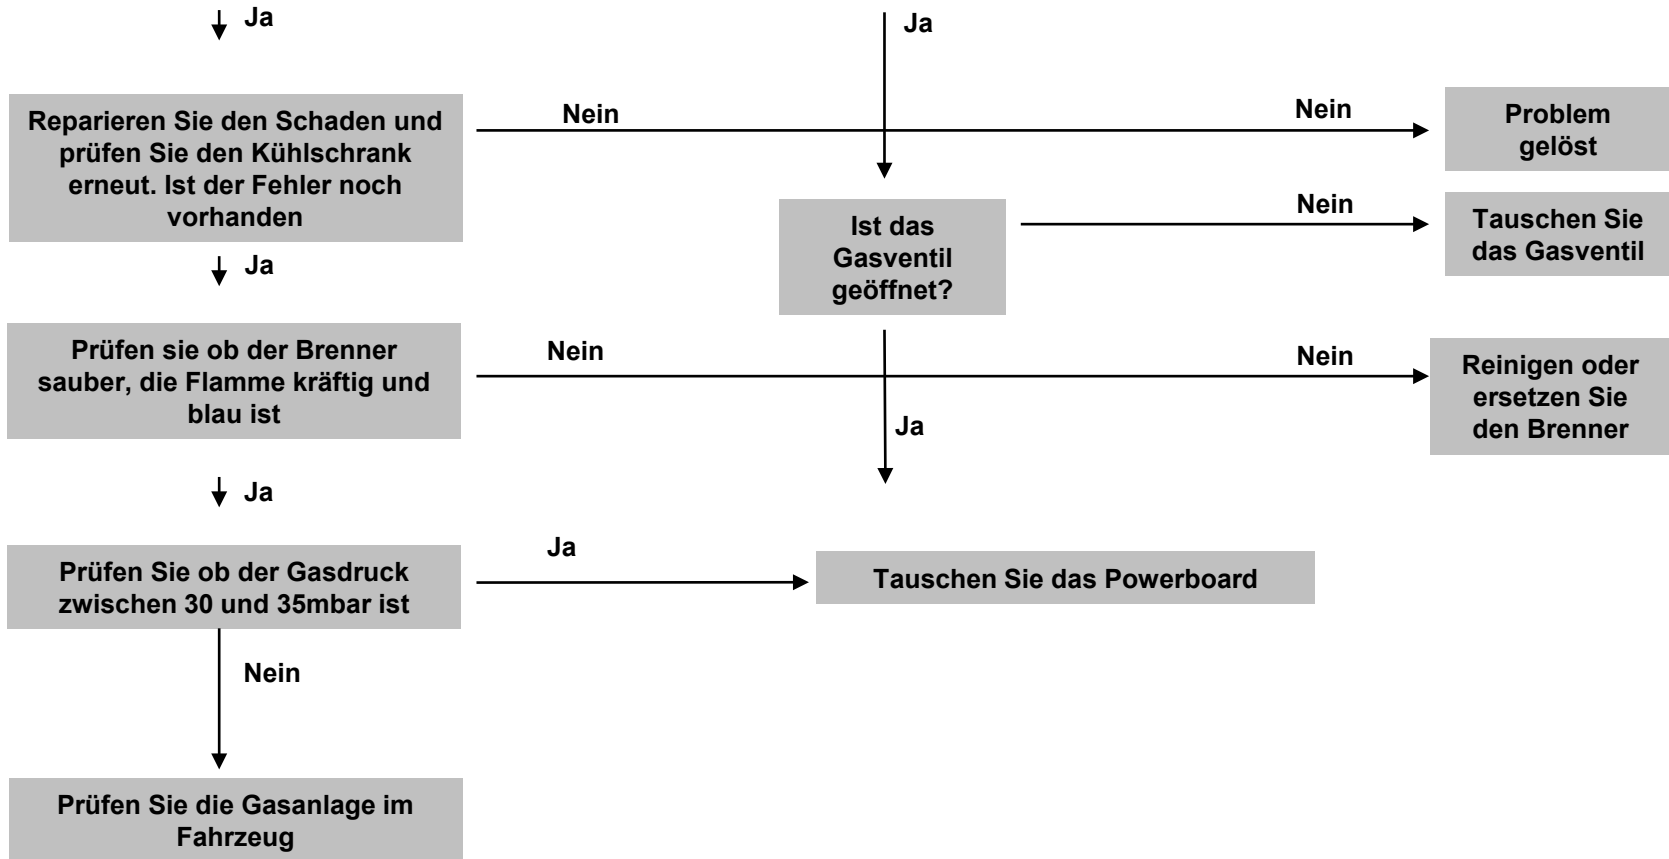 Ja
Ja
Reparieren Sie den Schaden und
prüfen Sie den Kühlschrank
erneut. Ist der Fehler noch
vorhanden
Nein
Nein
Problem
gelöst
Ist das
Gasventil
geöffnet?
Nein
Tauschen Sie
das Gasventil
Ja
Prüfen sie ob der Brenner
sauber, die Flamme kräftig und
blau ist
Nein
Nein
Reinigen oder
ersetzen Sie
den Brenner
Ja
Ja
Prüfen Sie ob der Gasdruck
zwischen 30 und 35mbar ist
Ja
Tauschen Sie das Powerboard
Nein
Prüfen Sie die Gasanlage im
Fahrzeug